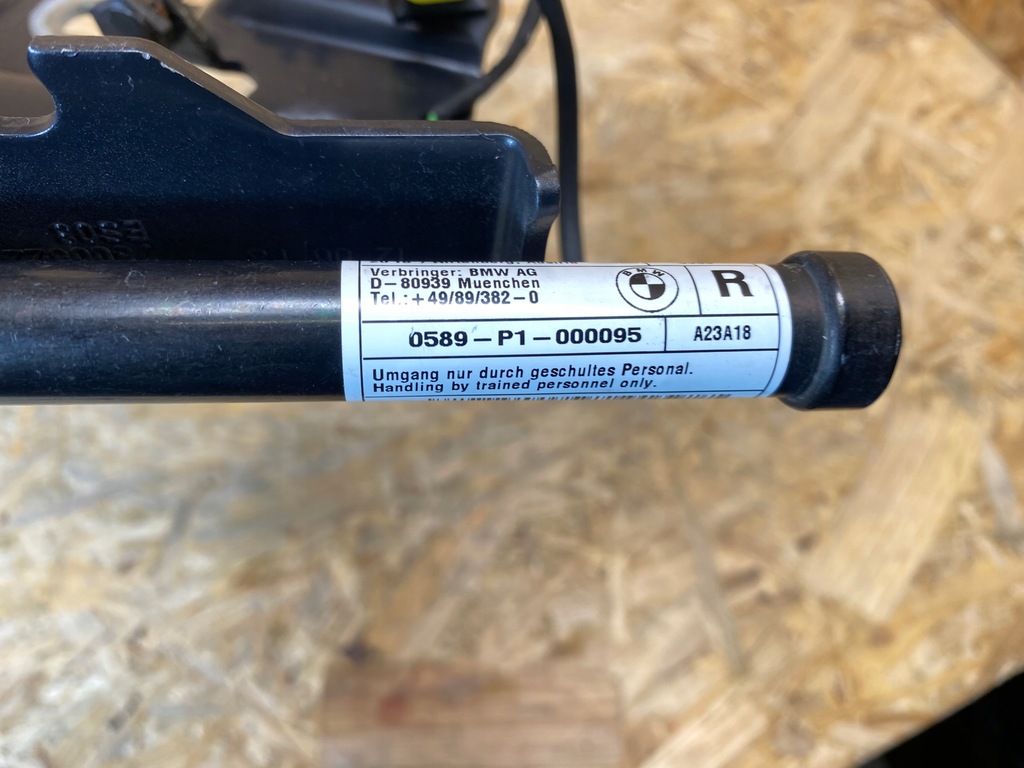 ES03
Verbringer: BMW AG
D-80939 Muenchen
Tel.: +49/89/382-0
BMW
R
0589-P1-000095
A23A18
Umgang nur durch geschultes Personal.
Handling by trained personnel only.